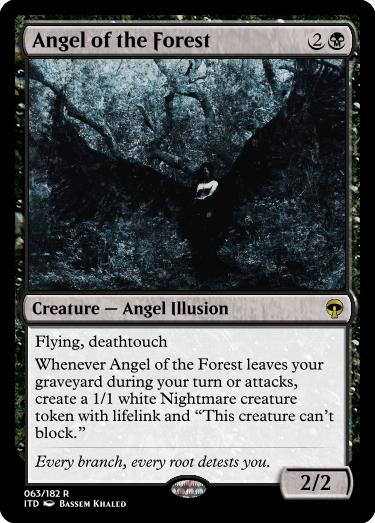 Angel of the Forest 2
Creature — Angel Illusion
Flying, deathtouch
Whenever Angel of the Forest leaves your
graveyard during your turn or attacks,
create a 1/1 white Nightmare creature
token with lifelink and “This creature can’t
block.”
Every branch, every root detests you.
2/2
063/182 R
ITD Bassem Khaled